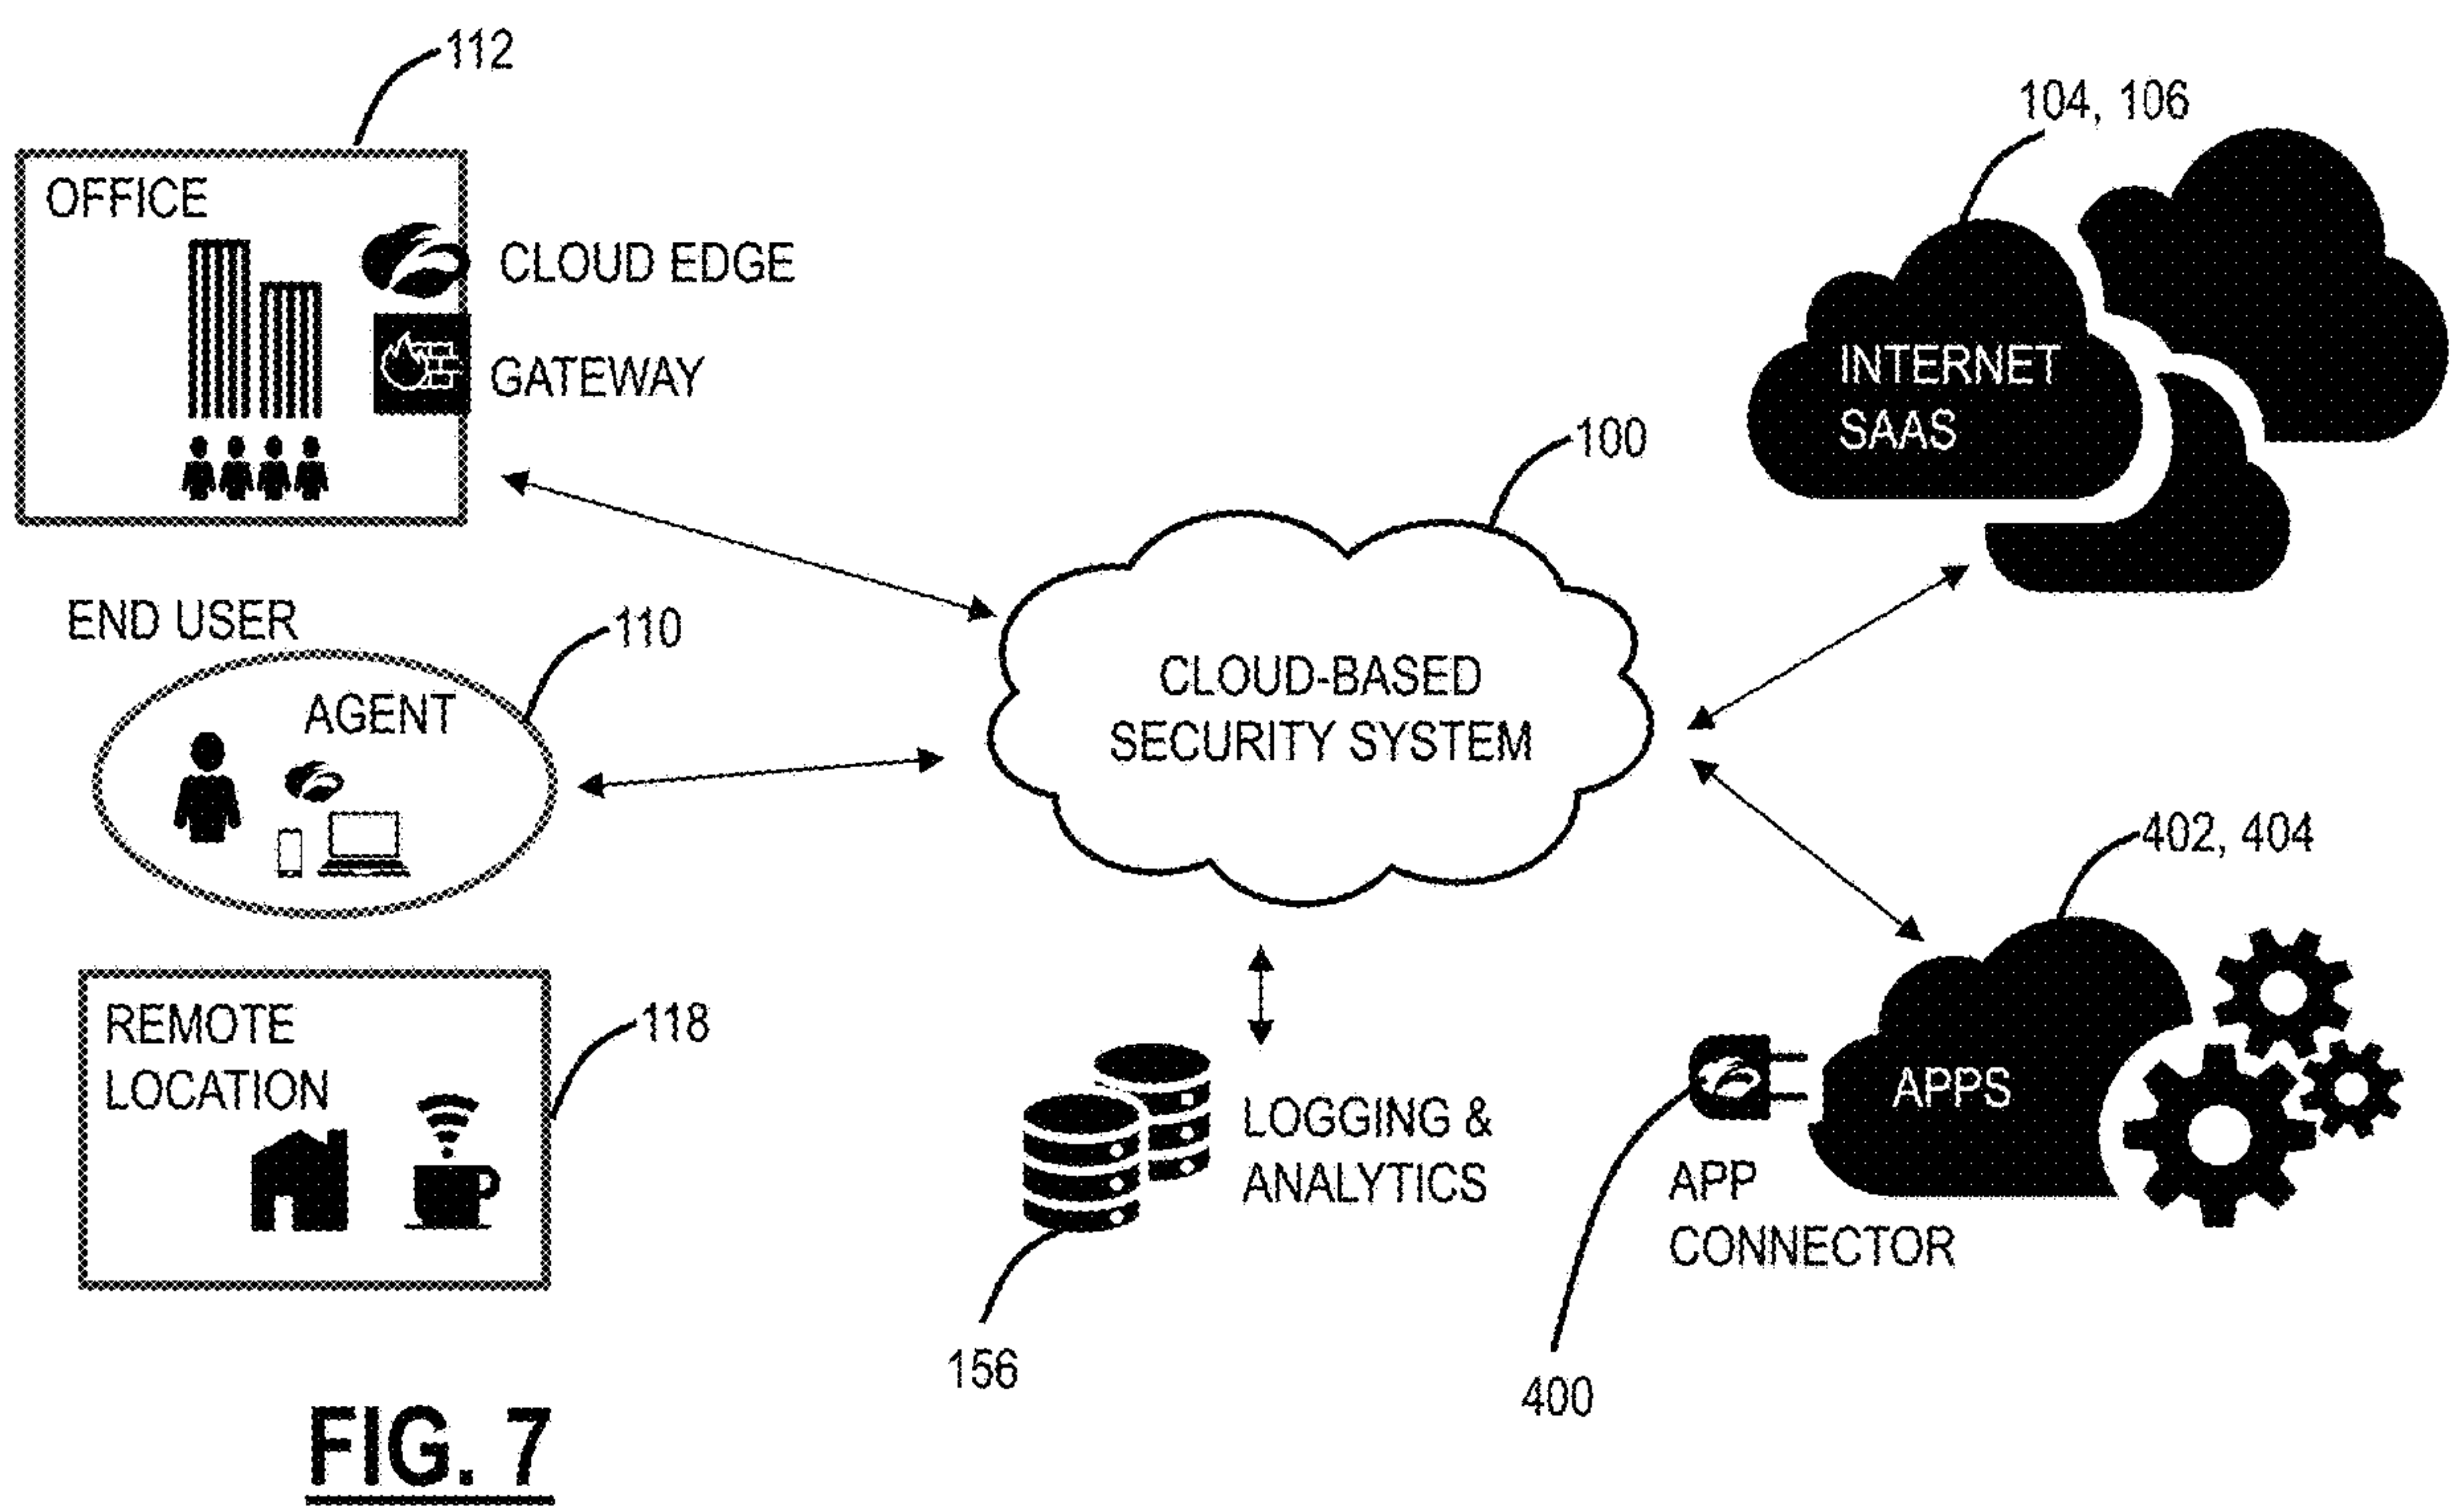 112
OFFICE
CLOUD EDGE
GATEWAY
104, 106
INTERNET
SAAS
100
END USER
110
AGENT
CLOUD-BASED
SECURITY SYSTEM
402, 404
REMOTE
LOCATION
118
LOGGING &
ANALYTICS
156
APPS
APP
CONNECTOR
400
FIG. 7